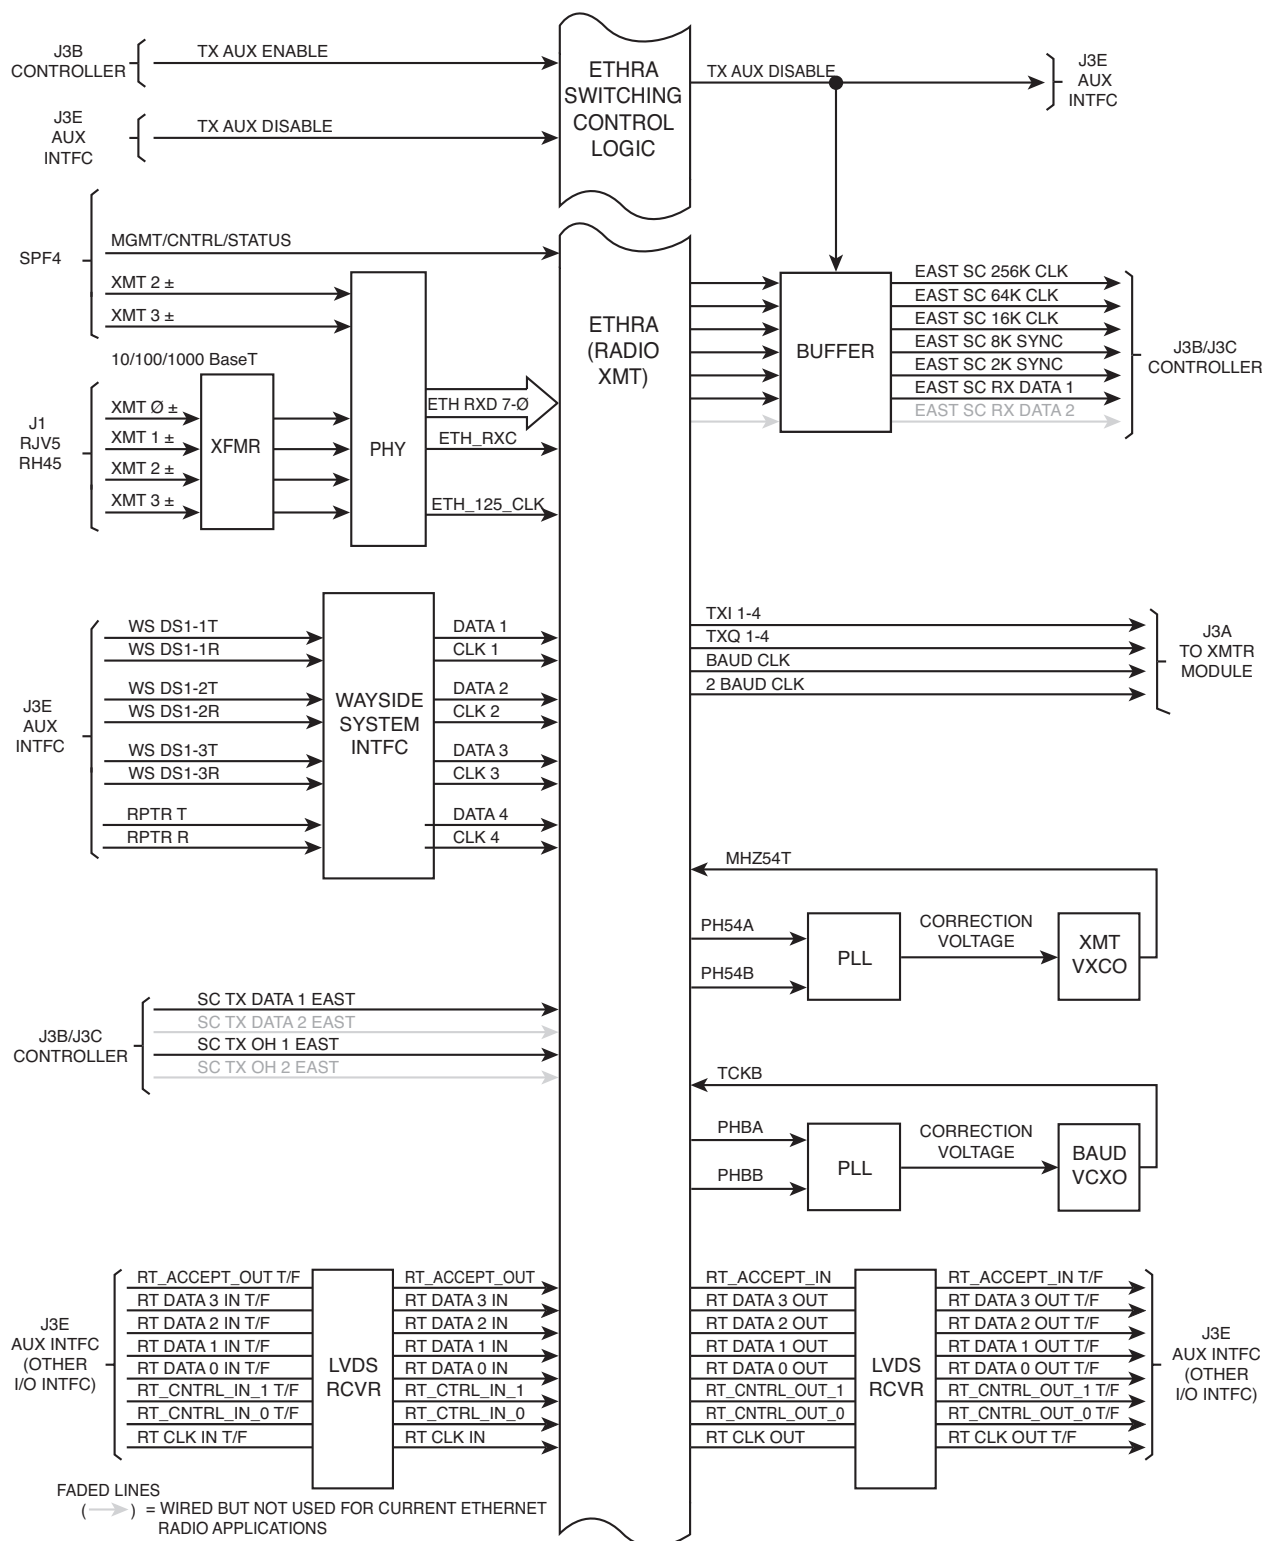 J3B
CONTROLLER
TX AUX ENABLE
J3E
AUX
INTFC
TX AUX DISABLE
ETHRA
SWITCHING
CONTROL
LOGIC
TX AUX DISABLE
J3E
AUX
INTFC
SPF4
MGMT/CNTRL/STATUS
XMT 2 ±
XMT 3 ±
10/100/1000 BaseT
J1
RJV5
RH45
XMT Ø ±
XMT 1 ±
XMT 2 ±
XMT 3 ±
XFMR
PHY
ETH RXD 7-Ø
ETH_RXC
ETH_125_CLK
ETHRA
(RADIO
XMT)
BUFFER
EAST SC 256K CLK
EAST SC 64K CLK
EAST SC 16K CLK
EAST SC 8K SYNC
EAST SC 2K SYNC
EAST SC RX DATA 1
EAST SC RX DATA 2
J3B/J3C
CONTROLLER
J3E
AUX
INTFC
WS DS1-1T
WS DS1-1R
WS DS1-2T
WS DS1-2R
WS DS1-3T
WS DS1-3R
RPTR T
RPTR R
WAYSIDE
SYSTEM
INTFC
DATA 1
CLK 1
DATA 2
CLK 2
DATA 3
CLK 3
DATA 4
CLK 4
TXI 1-4
TXQ 1-4
BAUD CLK
2 BAUD CLK
J3A
TO XMTR
MODULE
MHZ54T
PH54A
PH54B
PLL
CORRECTION
VOLTAGE
XMT
VXCO
J3B/J3C
CONTROLLER
SC TX DATA 1 EAST
SC TX DATA 2 EAST
SC TX OH 1 EAST
SC TX OH 2 EAST
TCKB
PHBA
PHBB
PLL
CORRECTION
VOLTAGE
BAUD
VCXO
J3E
AUX INTFC
(OTHER
I/O INTFC)
RT_ACCEPT_OUT T/F
RT DATA 3 IN T/F
RT DATA 2 IN T/F
RT DATA 1 IN T/F
RT DATA 0 IN T/F
RT_CNTRL_IN_1 T/F
RT_CNTRL_IN_0 T/F
RT CLK IN T/F
LVDS
RCVR
RT_ACCEPT_OUT
RT DATA 3 IN
RT DATA 2 IN
RT DATA 1 IN
RT DATA 0 IN
RT_CTRL_IN_1
RT_CTRL_IN_0
RT CLK IN
RT_ACCEPT_IN
RT DATA 3 OUT
RT DATA 2 OUT
RT DATA 1 OUT
RT DATA 0 OUT
RT_CNTRL_OUT_1
RT_CNTRL_OUT_0
RT CLK OUT
LVDS
RCVR
RT_ACCEPT_IN T/F
RT DATA 3 OUT T/F
RT DATA 2 OUT T/F
RT DATA 1 OUT T/F
RT DATA 0 OUT T/F
RT_CNTRL_OUT_1 T/F
RT_CNTRL_OUT_0 T/F
RT CLK OUT T/F
J3E
AUX INTFC
(OTHER
I/O INTFC)
FADED LINES
( ) = WIRED BUT NOT USED FOR CURRENT ETHERNET
RADIO APPLICATIONS